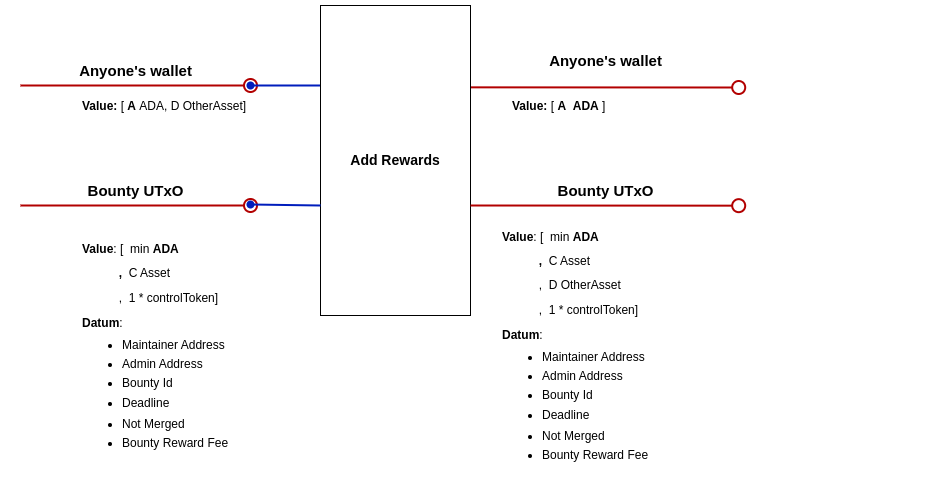 Anyone's wallet
Value: [ A ADA, D OtherAsset]
Bounty UTxO
Value: [ min ADA
, C Asset
, 1 * controlToken]
Datum:
• Maintainer Address
• Admin Address
• Bounty Id
• Deadline
• Not Merged
• Bounty Reward Fee
Add Rewards
Anyone's wallet
Value: [ A ADA ]
Bounty UTxO
Value: [ min ADA
, C Asset
, D OtherAsset
, 1 * controlToken]
Datum:
• Maintainer Address
• Admin Address
• Bounty Id
• Deadline
• Not Merged
• Bounty Reward Fee